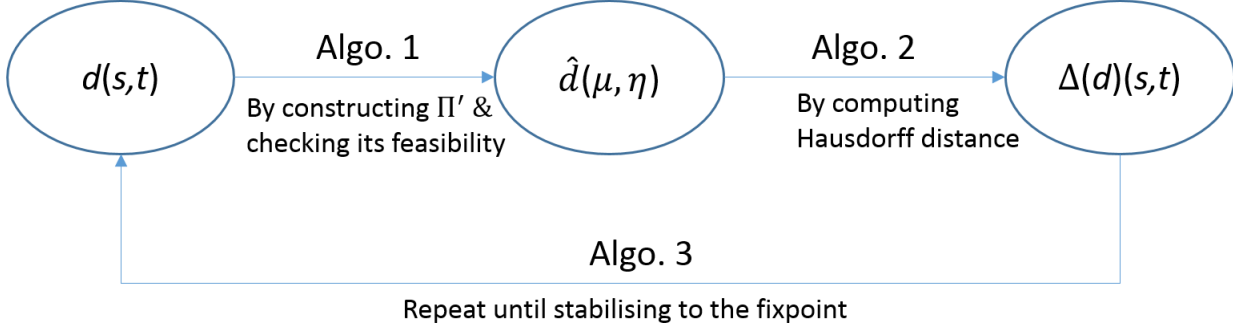 d(s,t)
Algo. 1
By constructing Π′ &
checking its feasibility
d̂(μ, η)
Algo. 2
By computing
Hausdorff distance
Δ(d)(s,t)
Algo. 3
Repeat until stabilising to the fixpoint